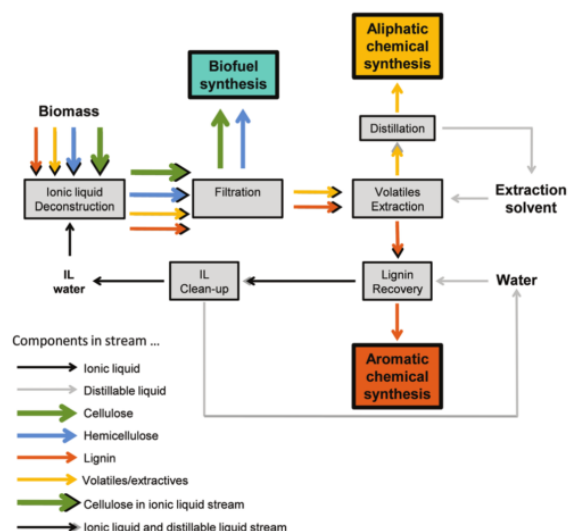 Aliphatic
chemical
synthesis
Biofuel
synthesis
Biomass
Distillation
Ionic liquid
Deconstruction
Filtration
Volatiles
Extraction
Extraction
solvent
IL
water
IL
Clean-up
Lignin
Recovery
Water
Aromatic
chemical
synthesis
Components in stream ...
Ionic liquid
Distillable liquid
Cellulose
Hemicellulose
Lignin
Volatiles/extractives
Cellulose in ionic liquid stream
Ionic liquid and distillable liquid stream